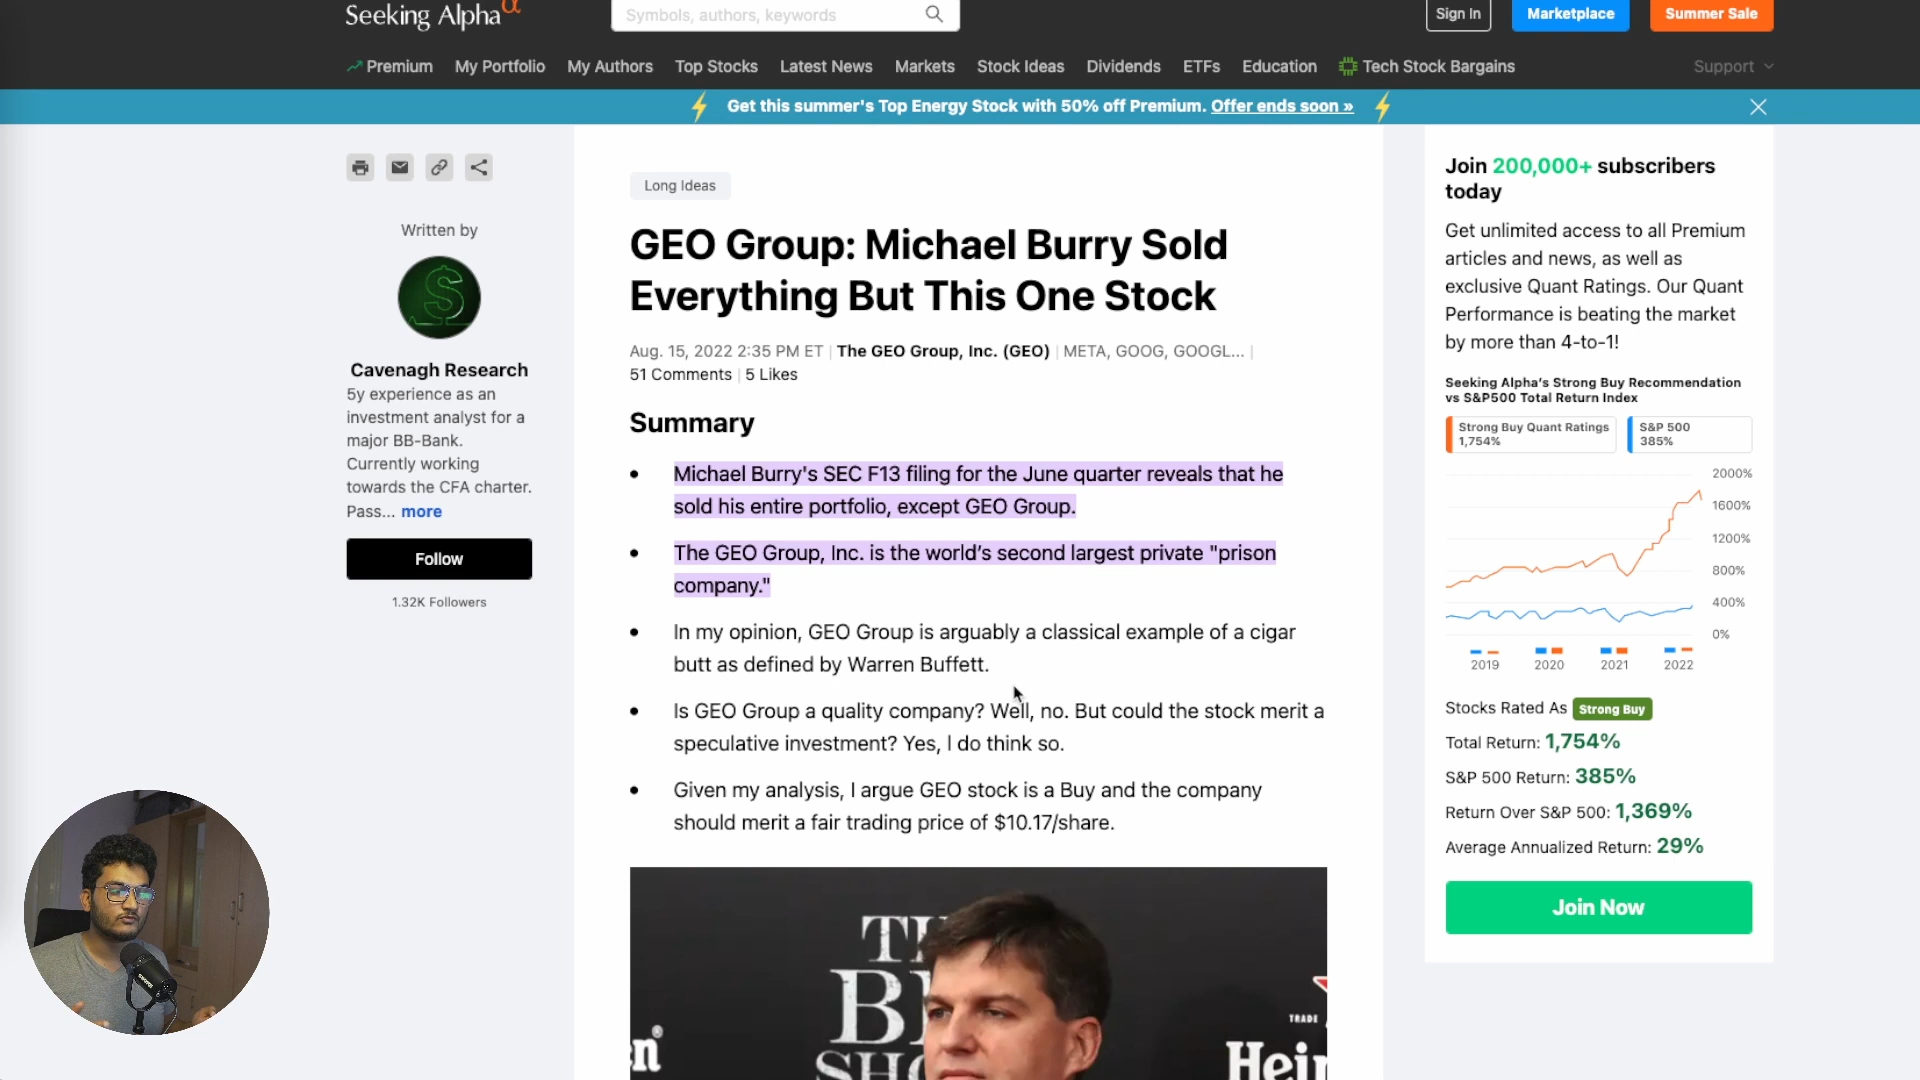 Seeking Alpha α
Symbols, authors, keywords
Sign In
Marketplace
Summer Sale
Premium
My Portfolio
My Authors
Top Stocks
Latest News
Markets
Stock Ideas
Dividends
ETFs
Education
Tech Stock Bargains
Support
Get this summer's Top Energy Stock with 50% off Premium. Offer ends soon »
Written by
Cavenagh Research
5y experience as an
investment analyst for a
major BB-Bank.
Currently working
towards the CFA charter.
Pass... more
Follow
1.32K Followers
Long Ideas
GEO Group: Michael Burry Sold
Everything But This One Stock
Aug. 15, 2022 2:35 PM ET | The GEO Group, Inc. (GEO) | META, GOOG, GOOGL... |
51 Comments | 5 Likes
Summary
• Michael Burry's SEC F13 filing for the June quarter reveals that he
sold his entire portfolio, except GEO Group.
• The GEO Group, Inc. is the world’s second largest private "prison
company."
• In my opinion, GEO Group is arguably a classical example of a cigar
butt as defined by Warren Buffett.
• Is GEO Group a quality company? Well, no. But could the stock merit a
speculative investment? Yes, I do think so.
• Given my analysis, I argue GEO stock is a Buy and the company
should merit a fair trading price of $10.17/share.
TH
BI
SHO
TRADE
Hein
n
Join 200,000+ subscribers
today
Get unlimited access to all Premium
articles and news, as well as
exclusive Quant Ratings. Our Quant
Performance is beating the market
by more than 4-to-1!
Seeking Alpha’s Strong Buy Recommendation
vs S&P500 Total Return Index
Strong Buy Quant Ratings
1,754%
S&P 500
385%
2000%
1600%
1200%
800%
400%
0%
2019
2020
2021
2022
Stocks Rated As Strong Buy
Total Return: 1,754%
S&P 500 Return: 385%
Return Over S&P 500: 1,369%
Average Annualized Return: 29%
Join Now